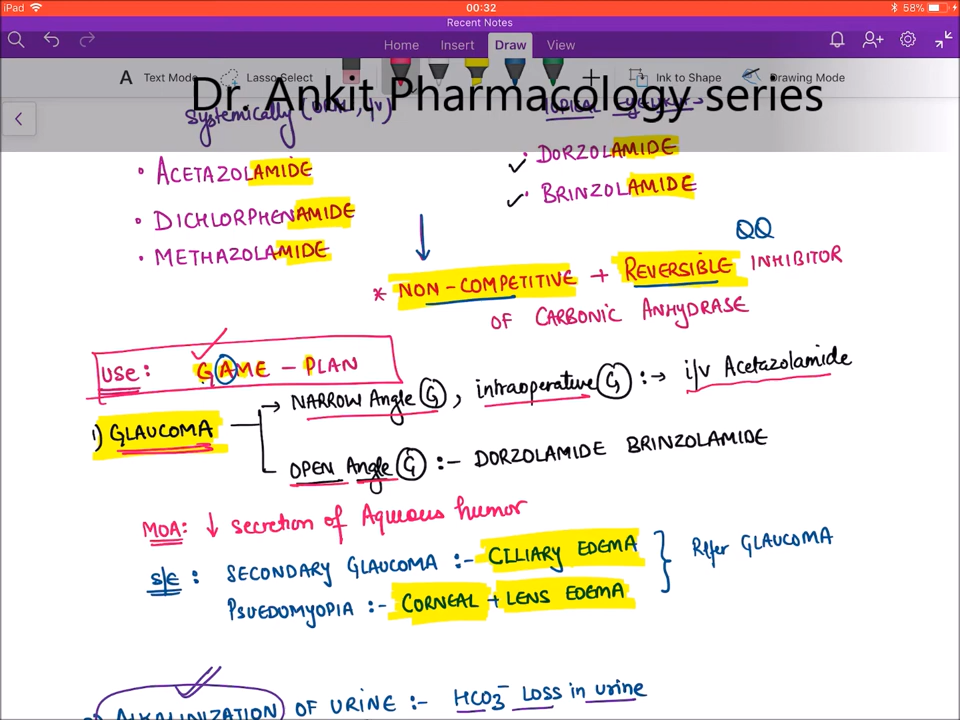 iPad 00:32 58%
Recent Notes
Home Insert Draw View
Text Mode Lasso Select Ink to Shape Drawing Mode
Dr. Ankit Pharmacology series
systemically (ORAL, IV) TOPICAL
• ACETAZOLAMIDE
• DICHLORPHENAMIDE
• METHAZOLAMIDE
• DORZOLAMIDE
• BRINZOLAMIDE
QQ
* NON-COMPETITIVE + REVERSIBLE INHIBITOR
OF CARBONIC ANHYDRASE
USE: GAME - PLAN
1) GLAUCOMA
→ NARROW Angle G, intraoperative G :→ i/v Acetazolamide
OPEN Angle G :- DORZOLAMIDE BRINZOLAMIDE
MOA: ↓ secretion of Aqueous humor
S/E : SECONDARY GLAUCOMA :- CILIARY EDEMA
PSUEDOMYOPIA :- CORNEAL + LENS EDEMA
} Refer GLAUCOMA
ALKALINIZATION OF URINE :- HCO3⁻ Loss in urine